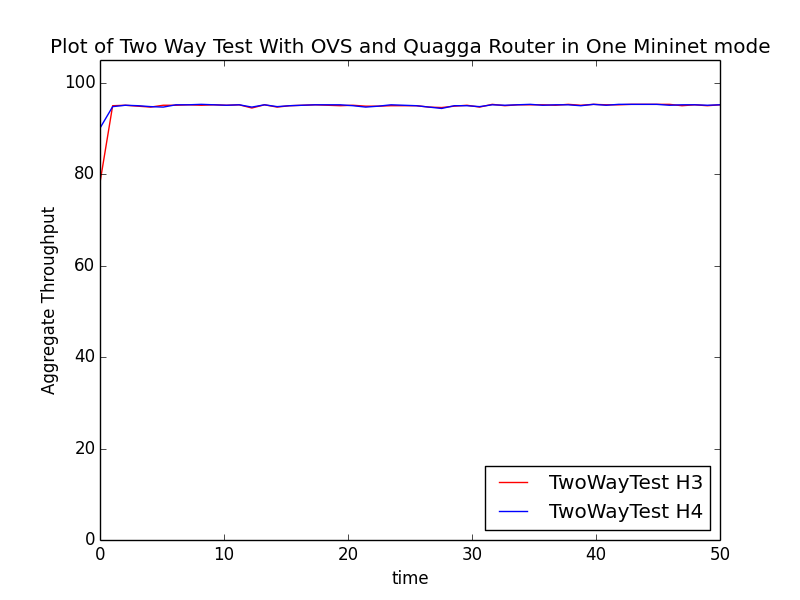 Plot of Two Way Test With OVS and Quagga Router in One Mininet mode
100
80
60
40
20
0
Aggregate Throughput
TwoWayTest H3
TwoWayTest H4
0 10 20 30 40 50
time